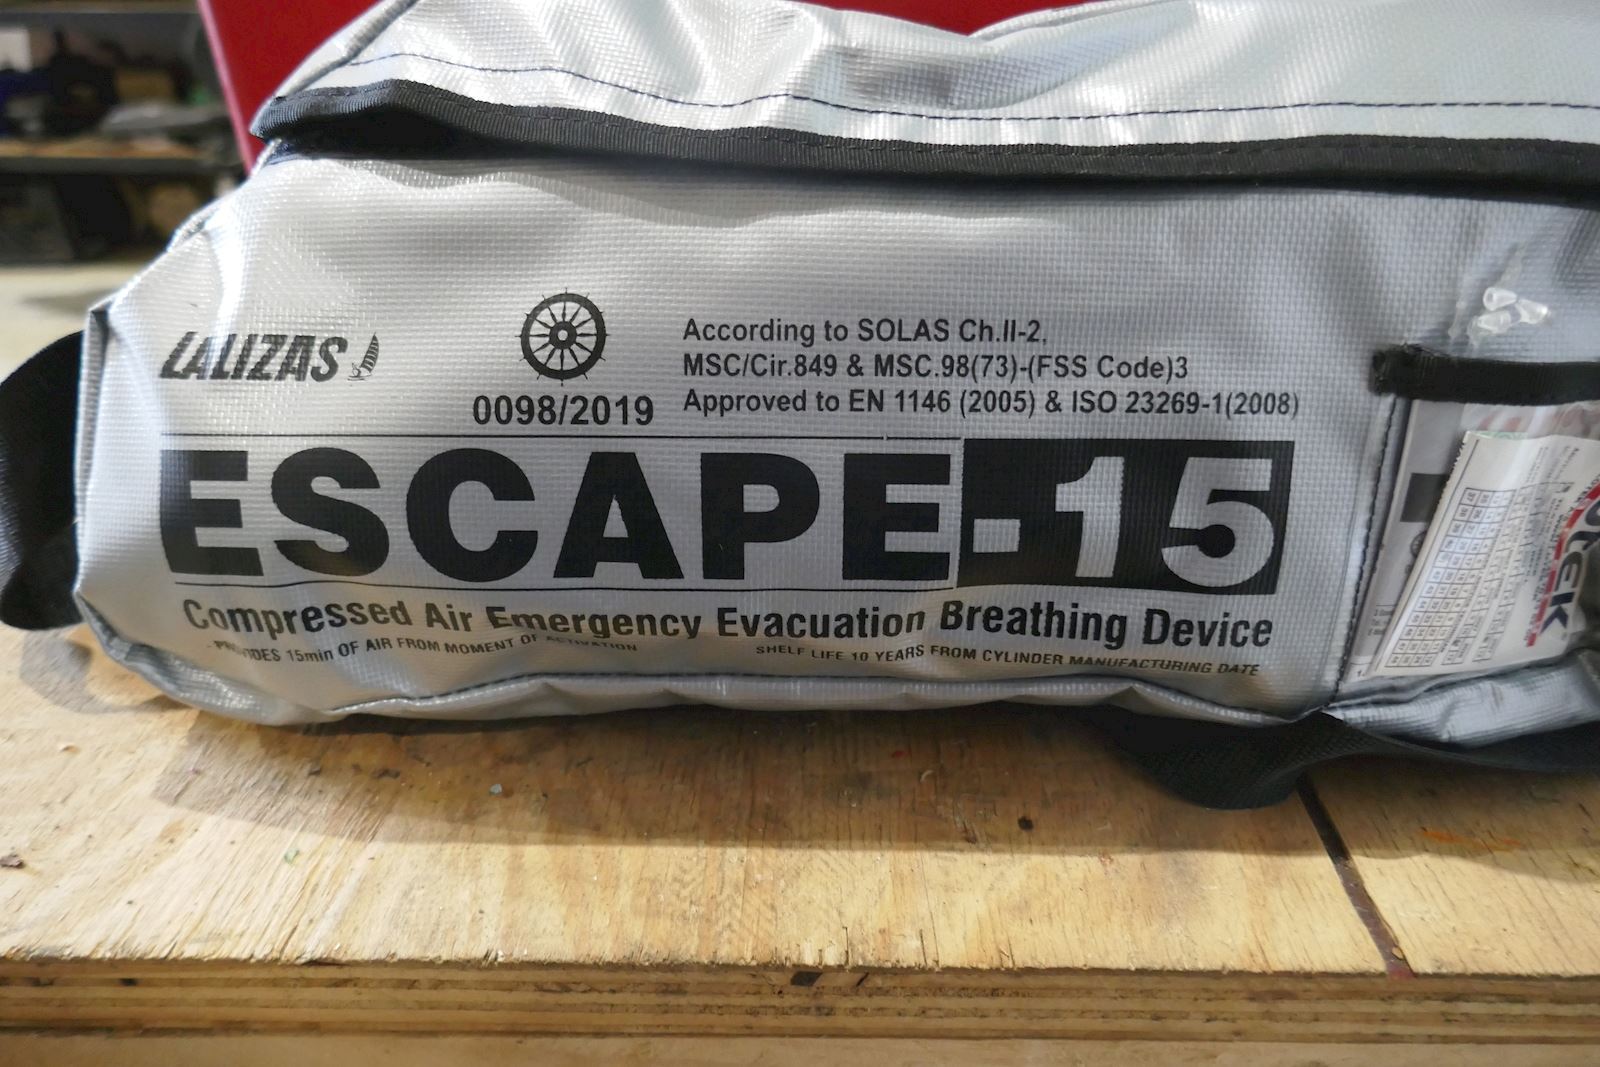 LALIZAS
0098/2019
According to SOLAS Ch.II-2,
MSC/Cir.849 & MSC.98(73)-(FSS Code)3
Approved to EN 1146 (2005) & ISO 23269-1(2008)
ESCAPE-15
Compressed Air Emergency Evacuation Breathing Device
PROVIDES 15min OF AIR FROM MOMENT OF ACTIVATION
SHELF LIFE 10 YEARS FROM CYLINDER MANUFACTURING DATE